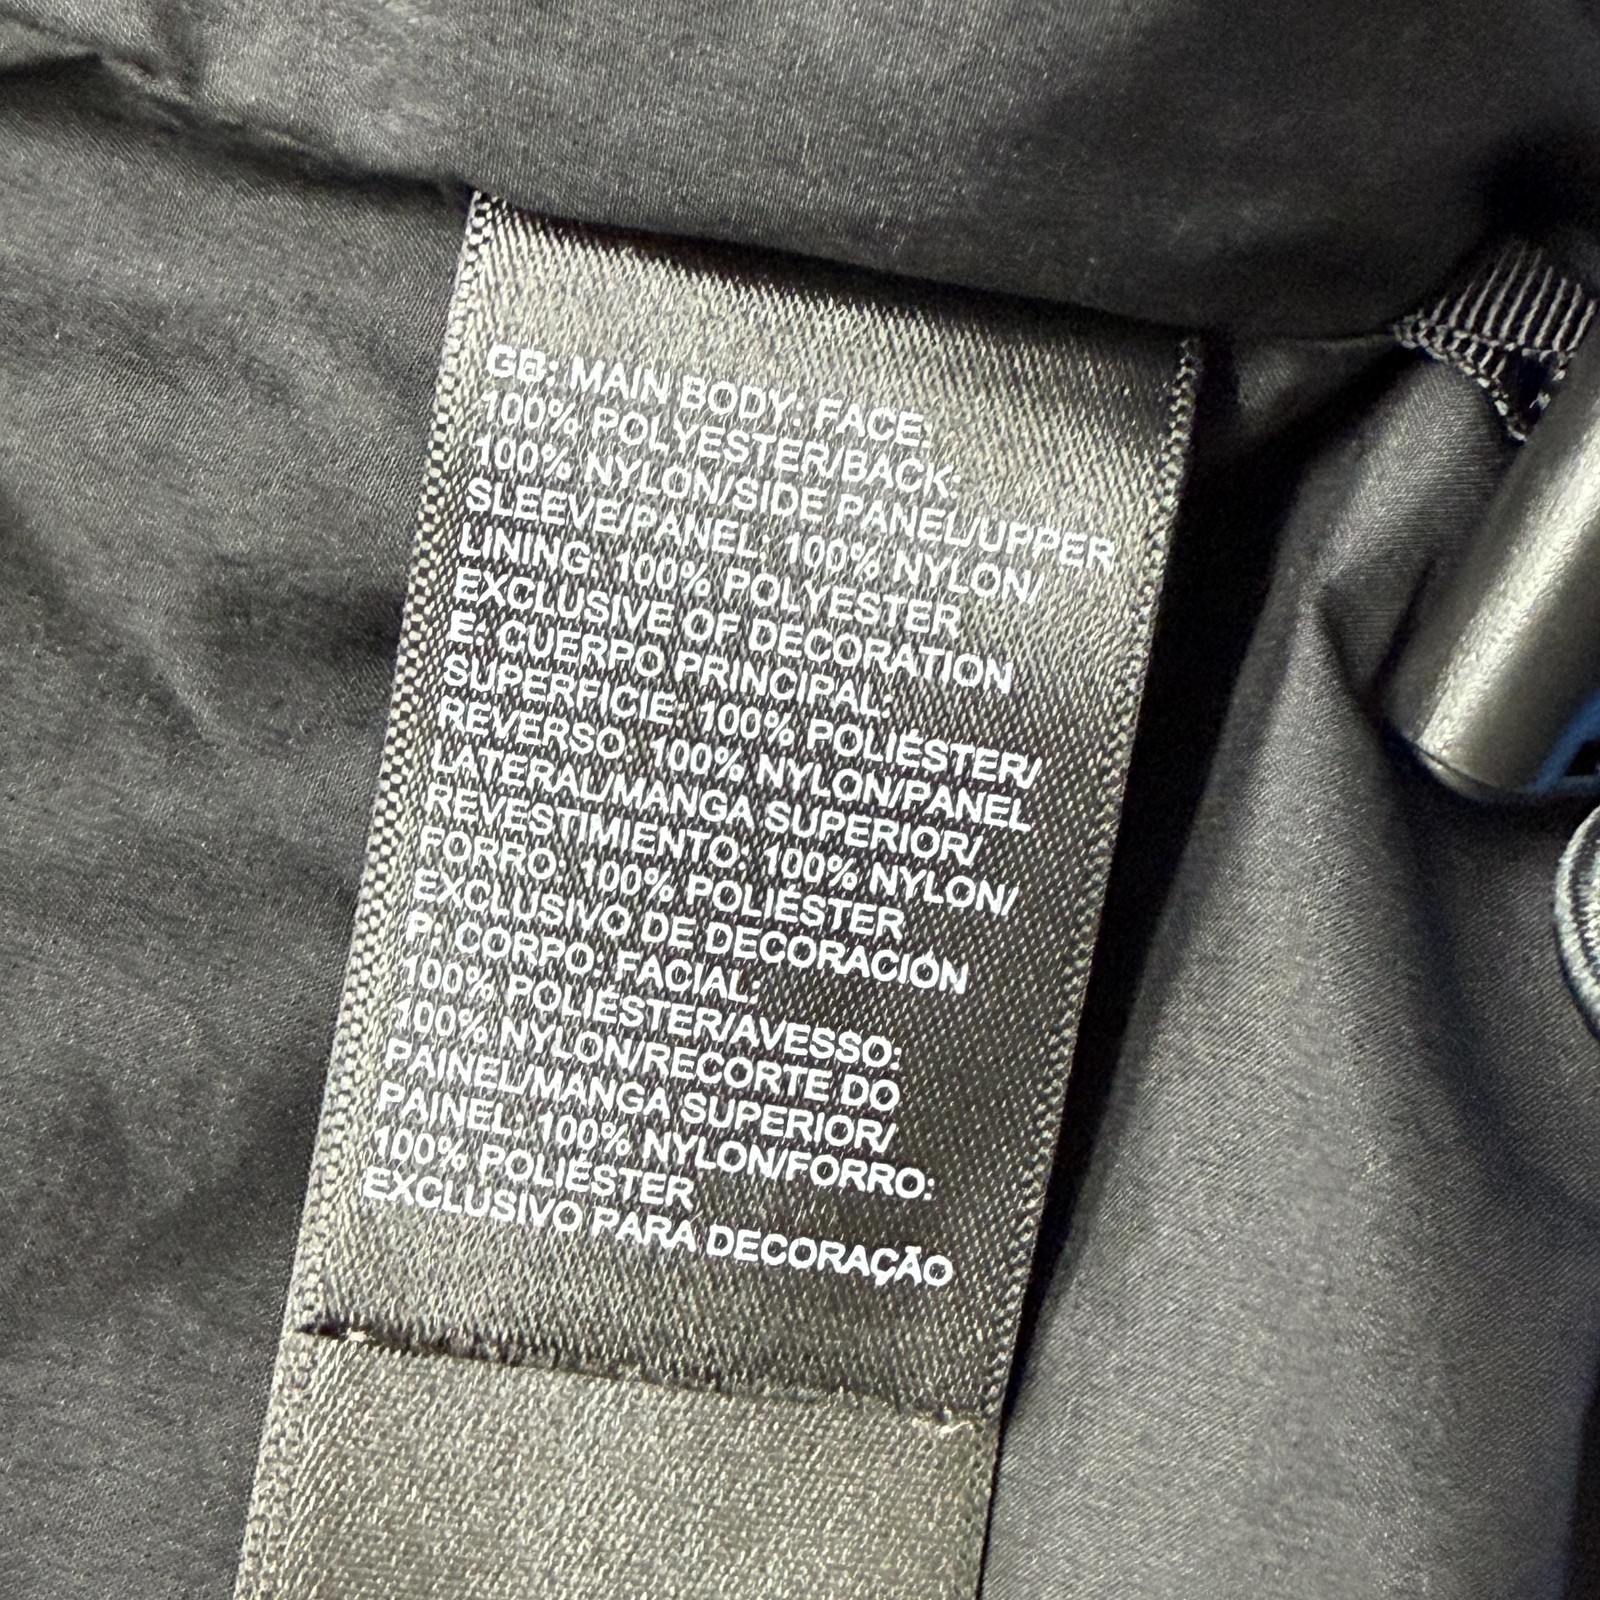 GB: MAIN BODY: FACE:
100% POLYESTER/BACK:
100% NYLON/SIDE PANEL/UPPER
SLEEVE/PANEL: 100% NYLON/
LINING: 100% POLYESTER
EXCLUSIVE OF DECORATION
E: CUERPO PRINCIPAL:
SUPERFICIE: 100% POLIÉSTER/
REVERSO: 100% NYLON/PANEL
LATERAL/MANGA SUPERIOR/
REVESTIMIENTO: 100% NYLON/
FORRO: 100% POLIÉSTER
EXCLUSIVO DE DECORACIÓN
P: CORPO: FACIAL:
100% POLIÉSTER/AVESSO:
100% NYLON/RECORTE DO
PAINEL/MANGA SUPERIOR/
PAINEL: 100% NYLON/FORRO:
100% POLIÉSTER
EXCLUSIVO PARA DECORAÇÃO